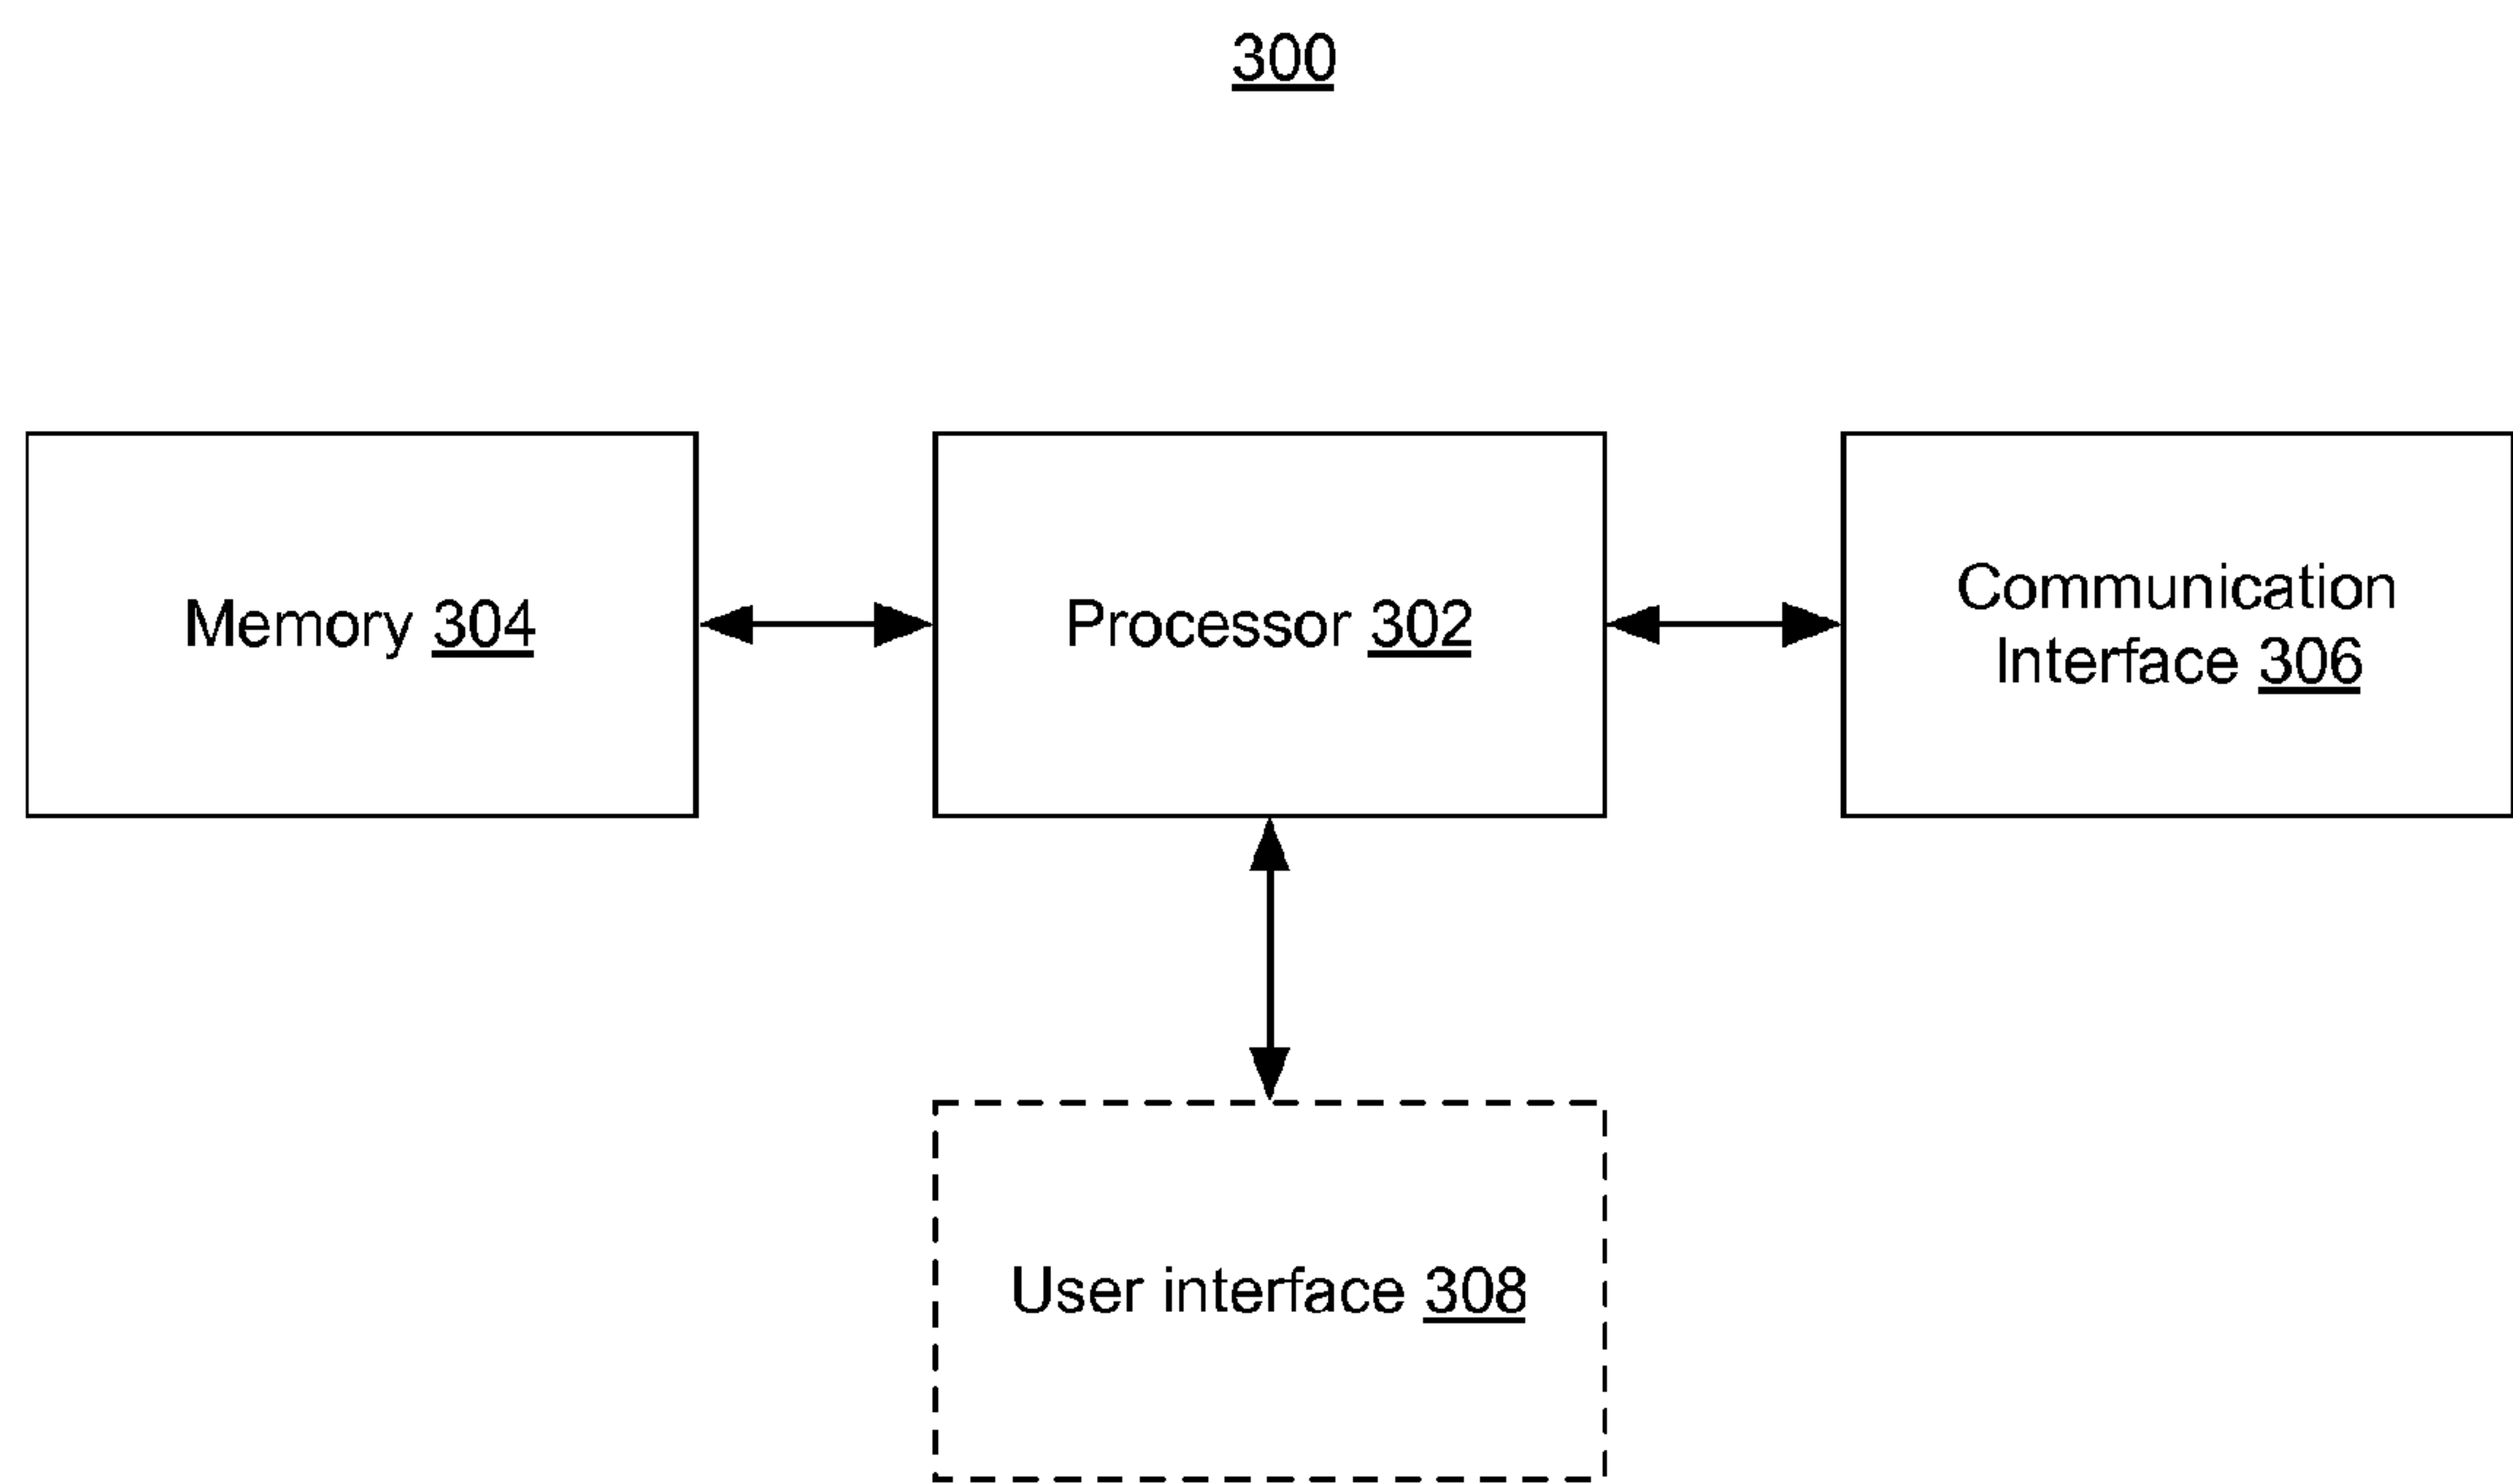 300
Memory 304
Processor 302
Communication
Interface 306
User interface 308